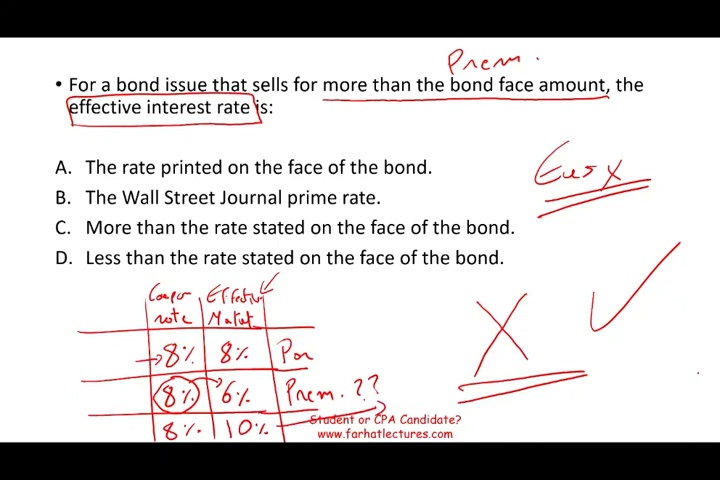 Prem.
• For a bond issue that sells for more than the bond face amount, the
effective interest rate is:
A. The rate printed on the face of the bond.
Easy
B. The Wall Street Journal prime rate.
C. More than the rate stated on the face of the bond.
D. Less than the rate stated on the face of the bond.
rate
8% 8% Par
8% 6% Prem. ??
8% 10%
Student or CPA Candidate?
www.farhatlectures.com